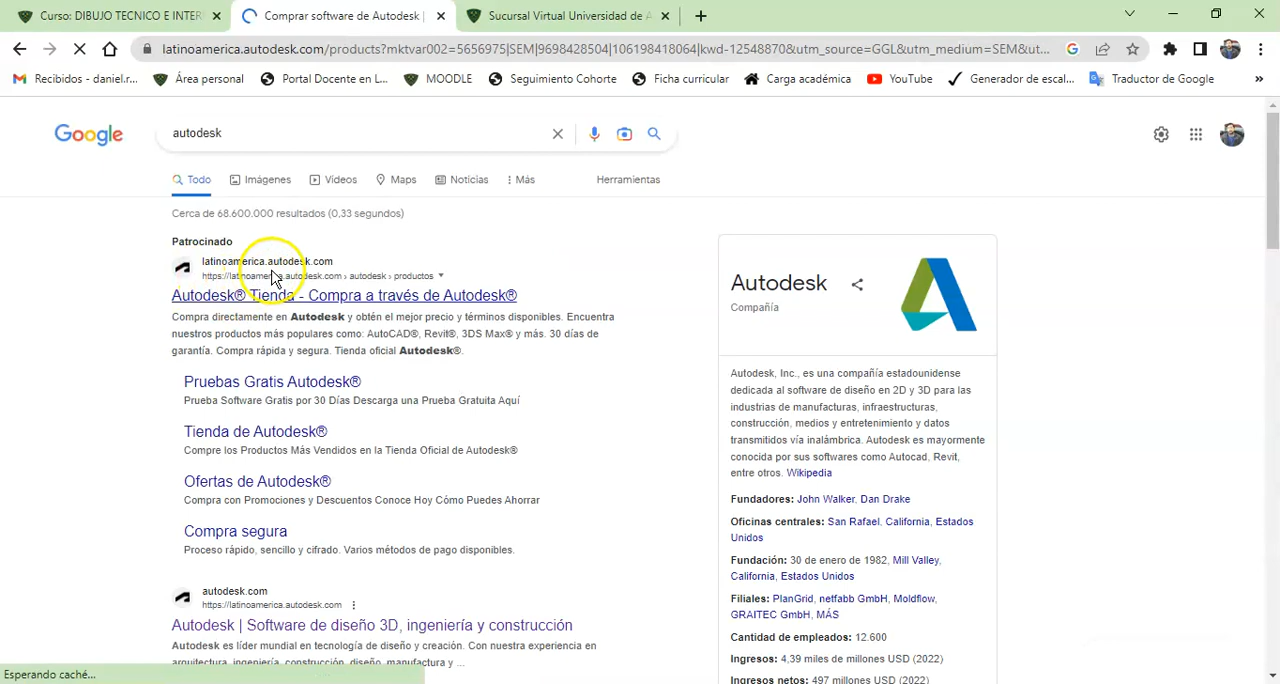 Curso: DIBUJO TECNICO E INTER
Comprar software de Autodesk |
Sucursal Virtual Universidad de A
latinoamerica.autodesk.com/products?mktvar002=5656975|SEM|9698428504|106198418064|kwd-12548870&utm_source=GGL&utm_medium=SEM&ut...
Recibidos - daniel.r...
Área personal
Portal Docente en L...
MOODLE
Seguimiento Cohorte
Ficha curricular
Carga académica
YouTube
Generador de escal...
Traductor de Google
»
Google
autodesk
Todo
Imágenes
Videos
Maps
Noticias
Más
Herramientas
Cerca de 68.600.000 resultados (0,33 segundos)
Patrocinado
latinoamerica.autodesk.com
https://latinoamerica.autodesk.com › autodesk › productos
Autodesk® Tienda - Compra a través de Autodesk®
Compra directamente en Autodesk y obtén el mejor precio y términos disponibles. Encuentra
nuestros productos más populares como: AutoCAD®, Revit®, 3DS Max® y más. 30 días de
garantía. Compra rápida y segura. Tienda oficial Autodesk®.
Pruebas Gratis Autodesk®
Prueba Software Gratis por 30 Días Descarga una Prueba Gratuita Aquí
Tienda de Autodesk®
Compre los Productos Más Vendidos en la Tienda Oficial de Autodesk®
Ofertas de Autodesk®
Compra con Promociones y Descuentos Conoce Hoy Cómo Puedes Ahorrar
Compra segura
Proceso rápido, sencillo y cifrado. Varios métodos de pago disponibles.
autodesk.com
https://latinoamerica.autodesk.com
Autodesk | Software de diseño 3D, ingeniería y construcción
Autodesk es líder mundial en tecnología de diseño y creación. Con nuestra experiencia en
arquitectura, ingeniería, construcción, diseño, manufactura y ...
Autodesk
Compañía
Autodesk, Inc., es una compañía estadounidense
dedicada al software de diseño en 2D y 3D para las
industrias de manufacturas, infraestructuras,
construcción, medios y entretenimiento y datos
transmitidos vía inalámbrica. Autodesk es mayormente
conocida por sus softwares como Autocad, Revit,
entre otros. Wikipedia
Fundadores: John Walker, Dan Drake
Oficinas centrales: San Rafael, California, Estados
Unidos
Fundación: 30 de enero de 1982, Mill Valley,
California, Estados Unidos
Filiales: PlanGrid, netfabb GmbH, Moldflow,
GRAITEC GmbH, MÁS
Cantidad de empleados: 12.600
Ingresos: 4,39 miles de millones USD (2022)
Ingresos netos: 497 millones USD (2022)
Esperando caché...